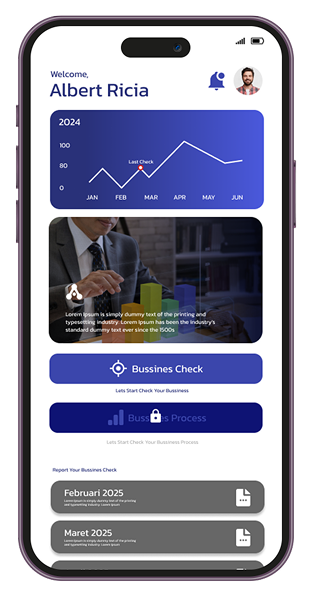 Welcome,
Albert Ricia
2024
100
80
0
Last Check
JAN FEB MAR APR MAY JUN
Lorem Ipsum is simply dummy text of the printing and
typesetting industry. Lorem Ipsum has been the industry's
standard dummy text ever since the 1500s
Bussines Check
Lets Start Check Your Bussiness
Process
Lets Start Check Your Bussiness Process
Report Your Bussines Check
Februari 2025
Lorem Ipsum is simply dummy text of the printing
and typesetting industry. Lorem Ipsum
Maret 2025
Lorem Ipsum is simply dummy text of the printing
and typesetting industry. Lorem Ipsum